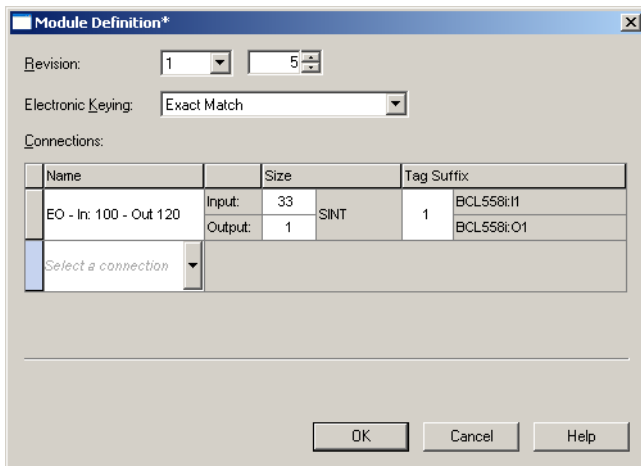 Module Definition*
Revision: 1 5
Electronic Keying: Exact Match
Connections:
Name Size Tag Suffix
EO - In: 100 - Out 120 Input: 33 SINT 1 BCL558i:I1
Output: 1 BCL558i:O1
Select a connection
OK Cancel Help